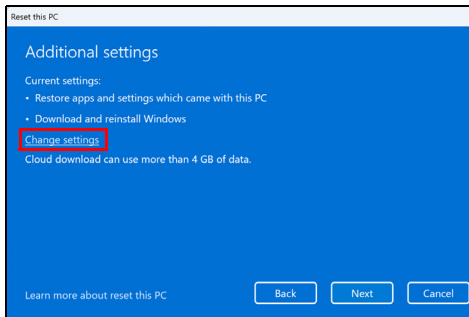 Reset this PC
Additional settings
Current settings:
• Restore apps and settings which came with this PC
• Download and reinstall Windows
Change settings
Cloud download can use more than 4 GB of data.
Learn more about reset this PC
Back
Next
Cancel